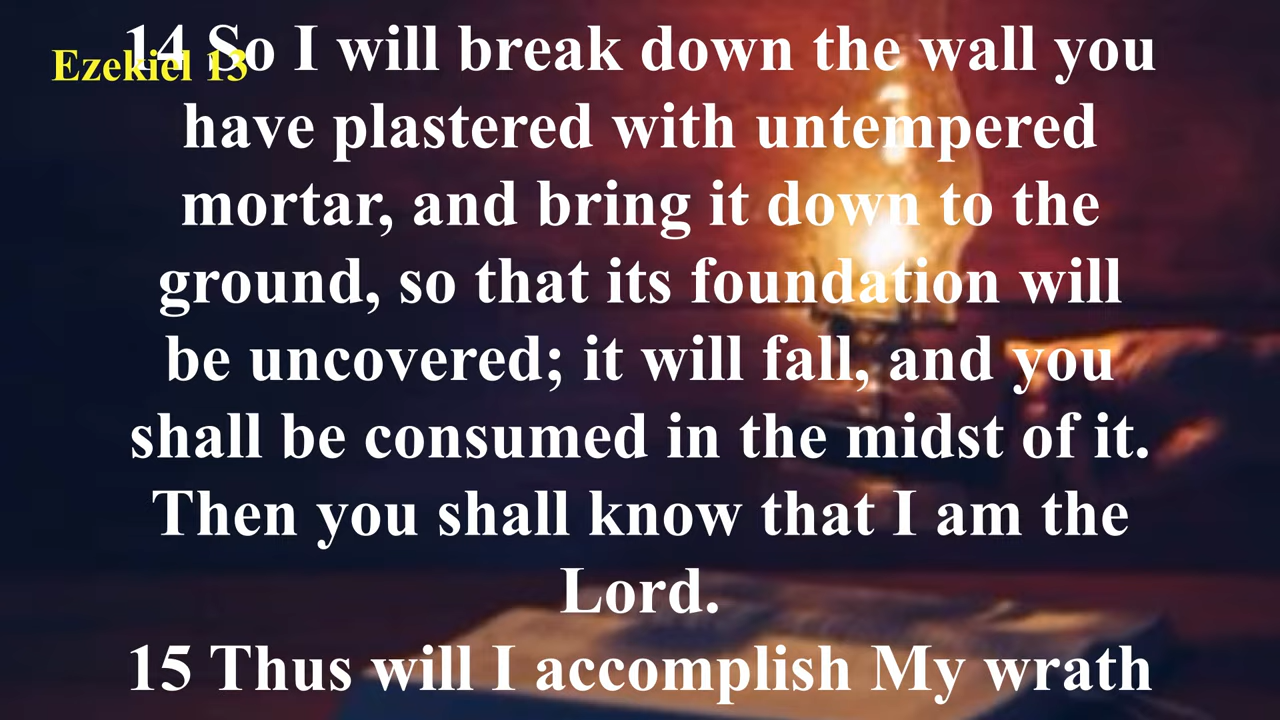 Ezekiel 13
14 So I will break down the wall you
have plastered with untempered
mortar, and bring it down to the
ground, so that its foundation will
be uncovered; it will fall, and you
shall be consumed in the midst of it.
Then you shall know that I am the
Lord.
15 Thus will I accomplish My wrath